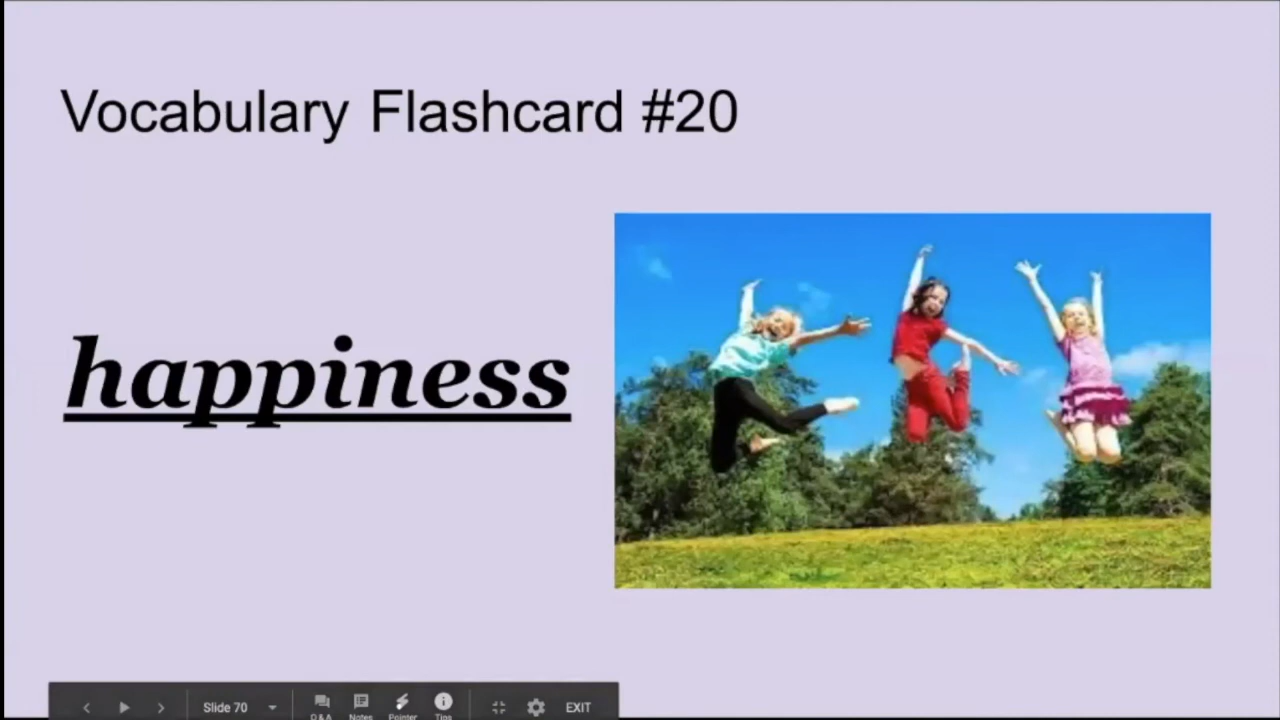 Vocabulary Flashcard #20
happiness
Slide 70
Q&A Notes Pointer Tips
EXIT